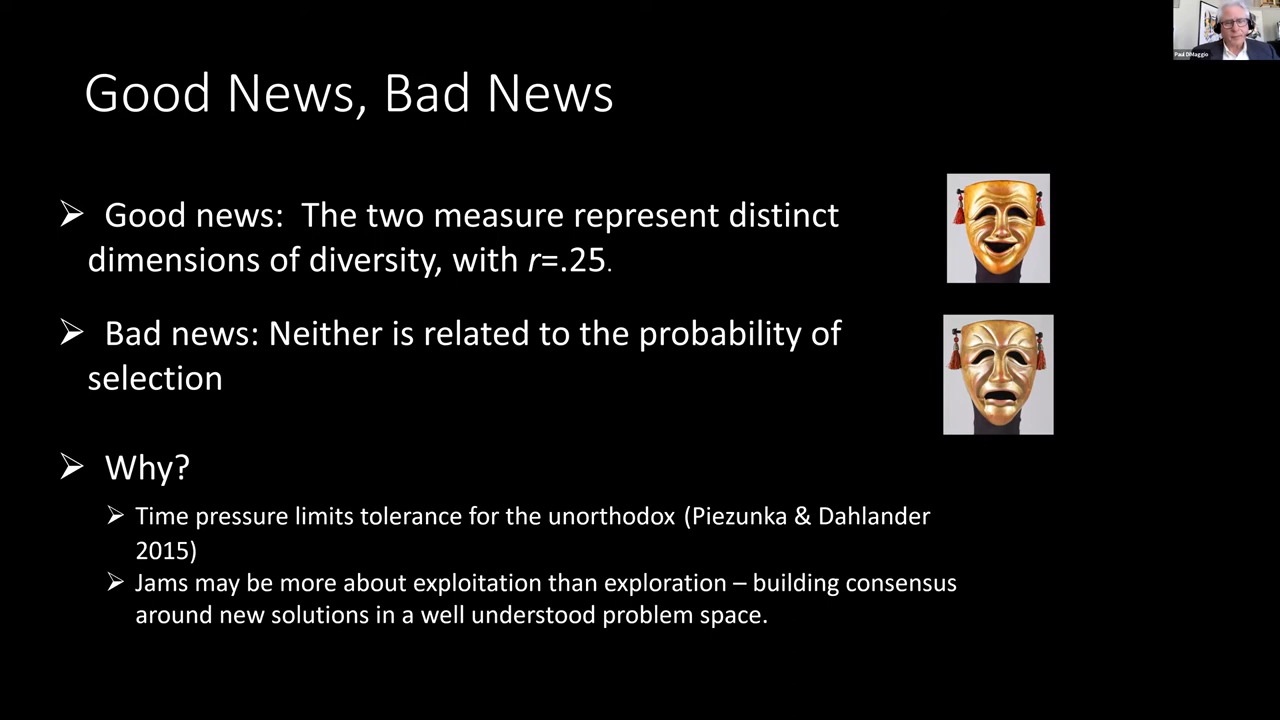 Paul DiMaggio
Good News, Bad News
➢ Good news:  The two measure represent distinct
dimensions of diversity, with r=.25.
➢ Bad news: Neither is related to the probability of
selection
➢ Why?
➢ Time pressure limits tolerance for the unorthodox (Piezunka & Dahlander
2015)
➢ Jams may be more about exploitation than exploration – building consensus
around new solutions in a well understood problem space.